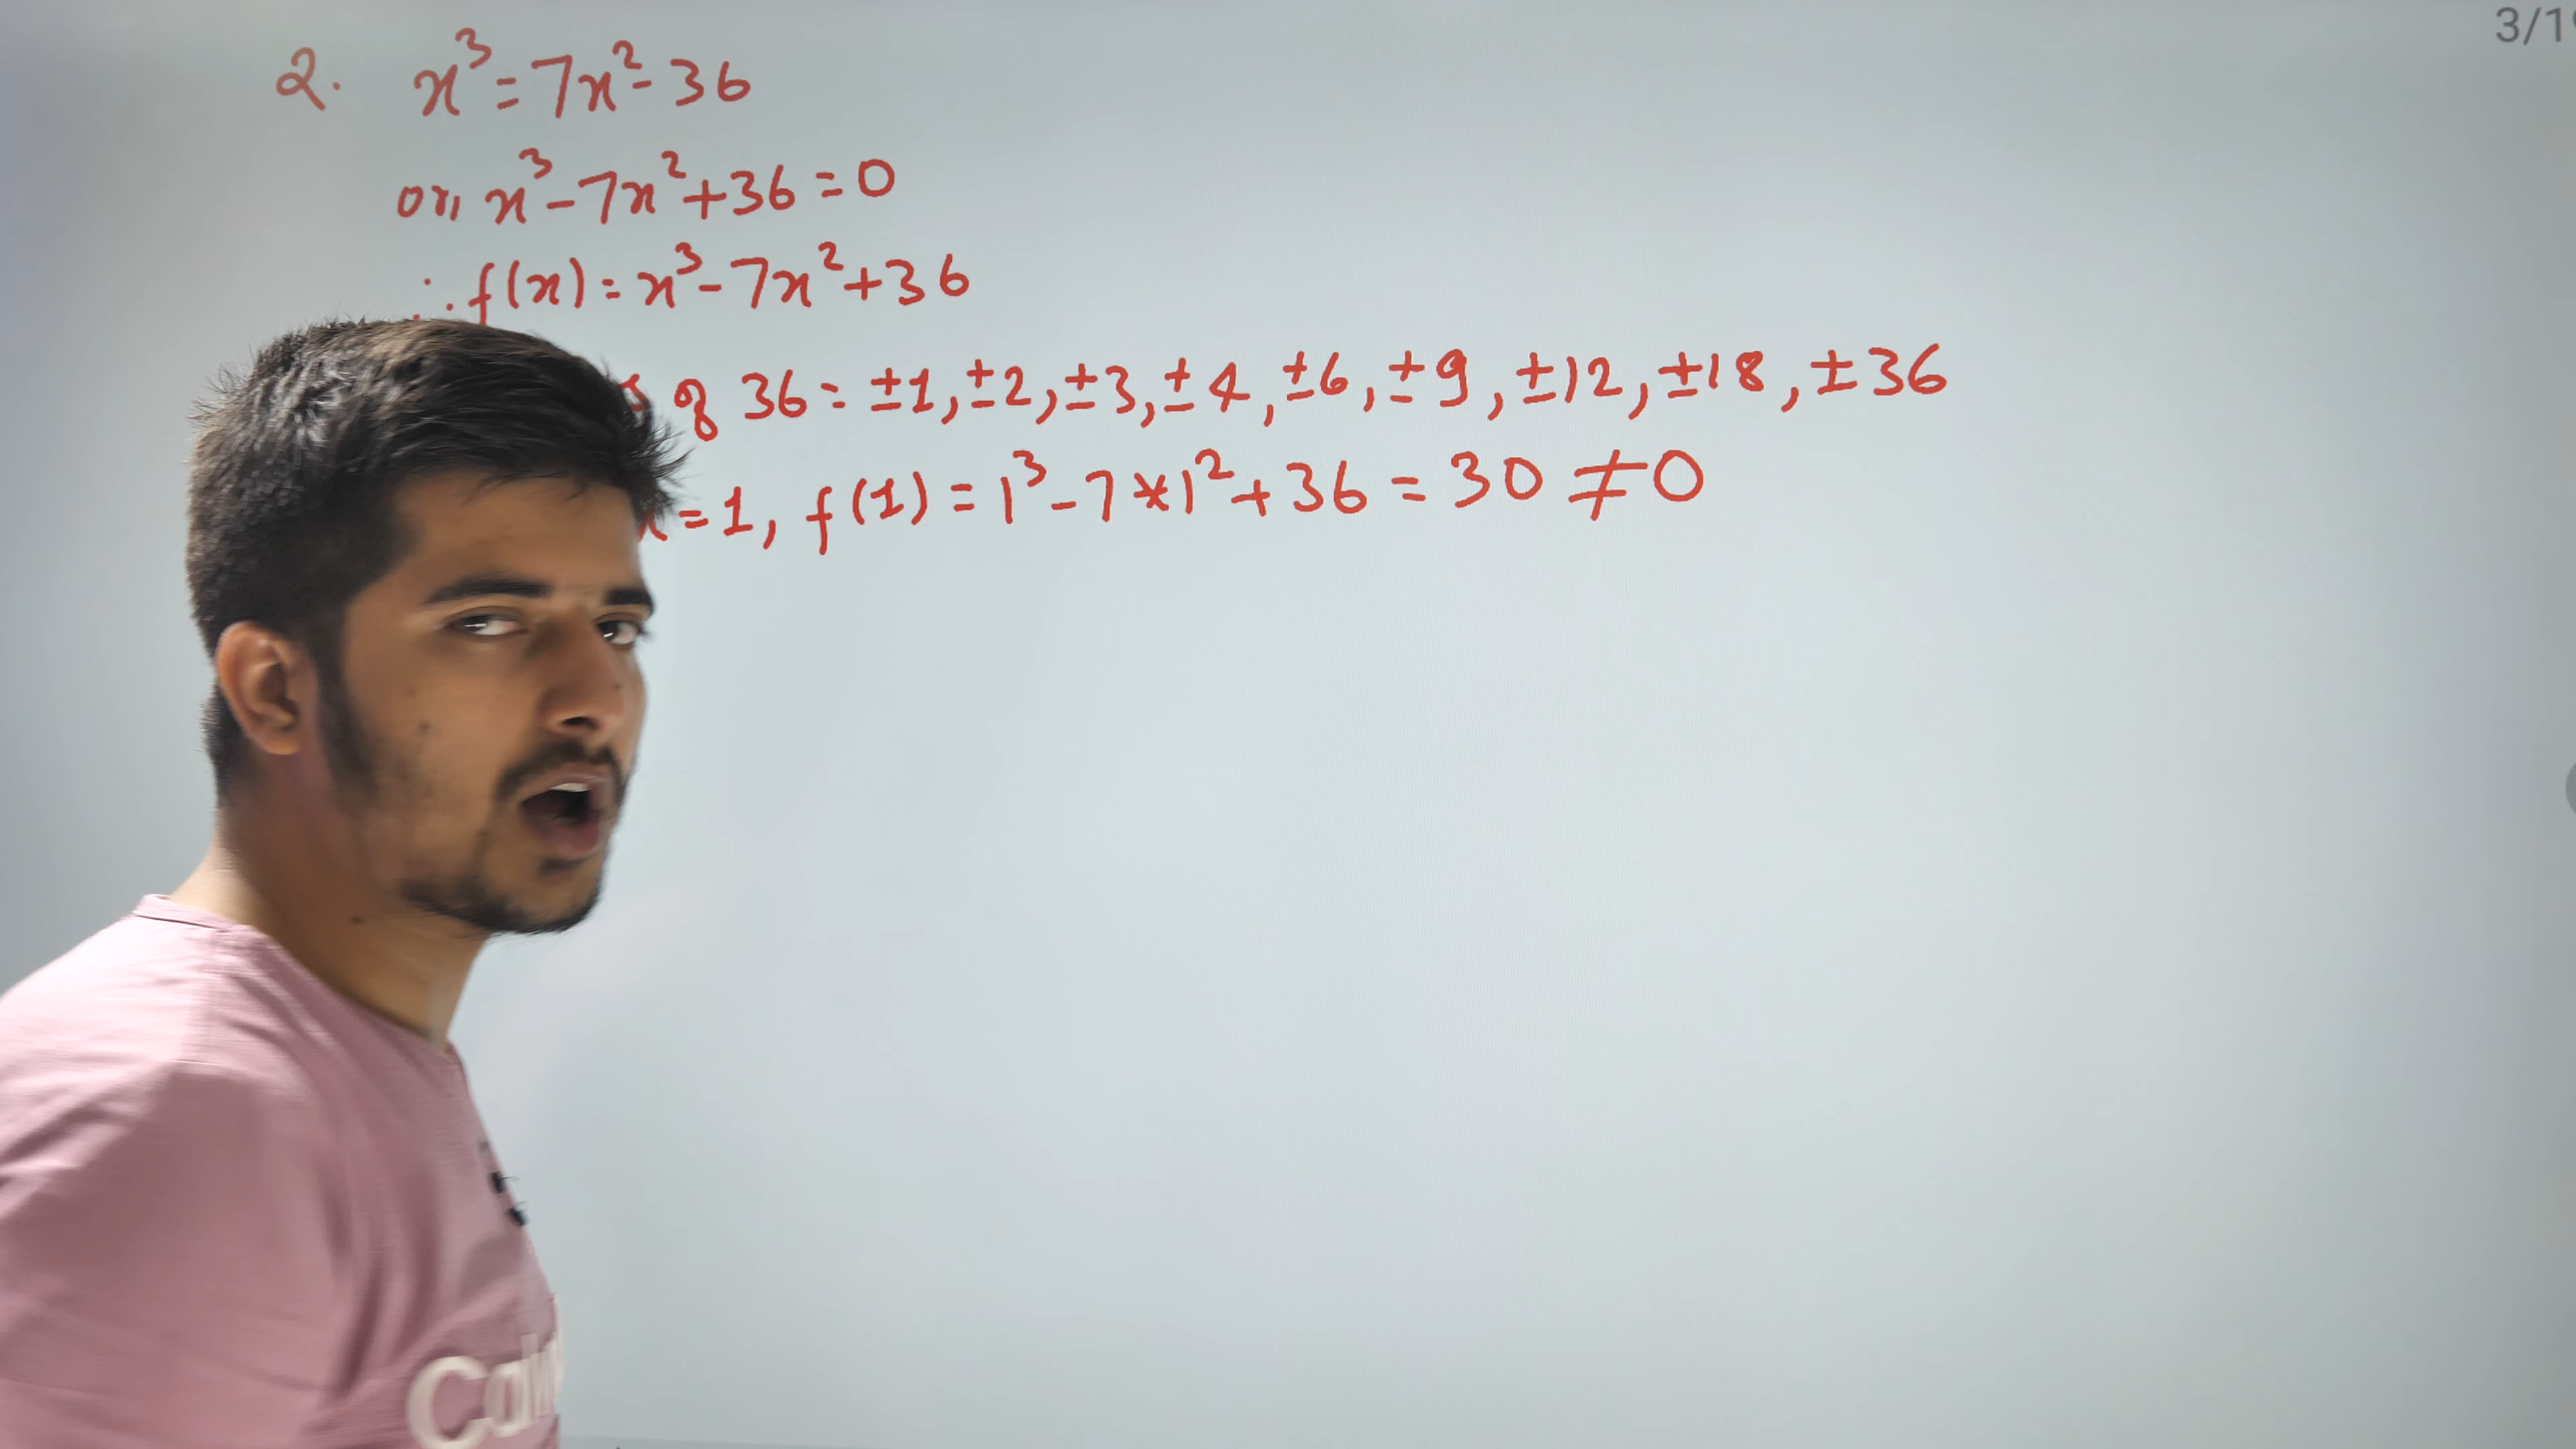 3/1
2. x³ = 7x² - 36
or, x³ - 7x² + 36 = 0
∴ f(x) = x³ - 7x² + 36
of 36 = ±1, ±2, ±3, ±4, ±6, ±9, ±12, ±18, ±36
x = 1, f(1) = 1³ - 7*1² + 36 = 30 ≠ 0